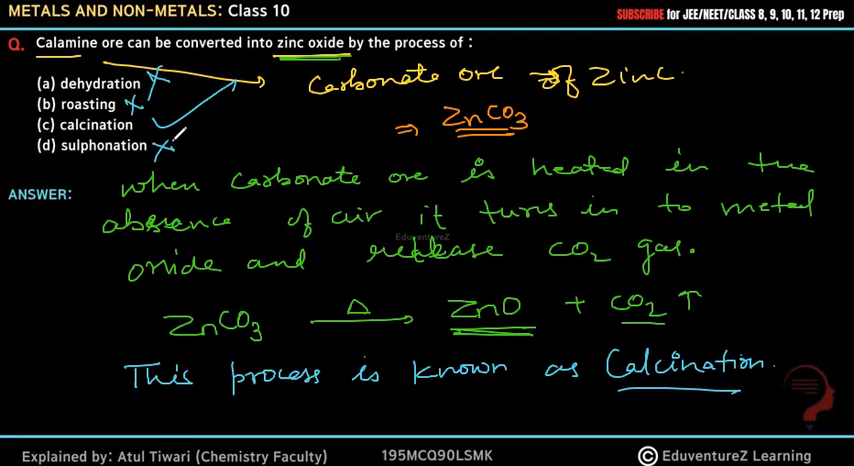 METALS AND NON-METALS: Class 10
SUBSCRIBE for JEE/NEET/CLASS 8, 9, 10, 11, 12 Prep
Q. Calamine ore can be converted into zinc oxide by the process of :
(a) dehydration
(b) roasting
(c) calcination
(d) sulphonation
Carbonate ore of Zinc.
⇒ ZnCO3
ANSWER:
when carbonate ore is heated in the
absence of air it turns in to metal
oxide and release CO2 gas.
EduventureZ
ZnCO3 —Δ→ ZnO + CO2 ↑
This process is known as Calcination.
Explained by: Atul Tiwari (Chemistry Faculty)
195MCQ90LSMK
© EduventureZ Learning